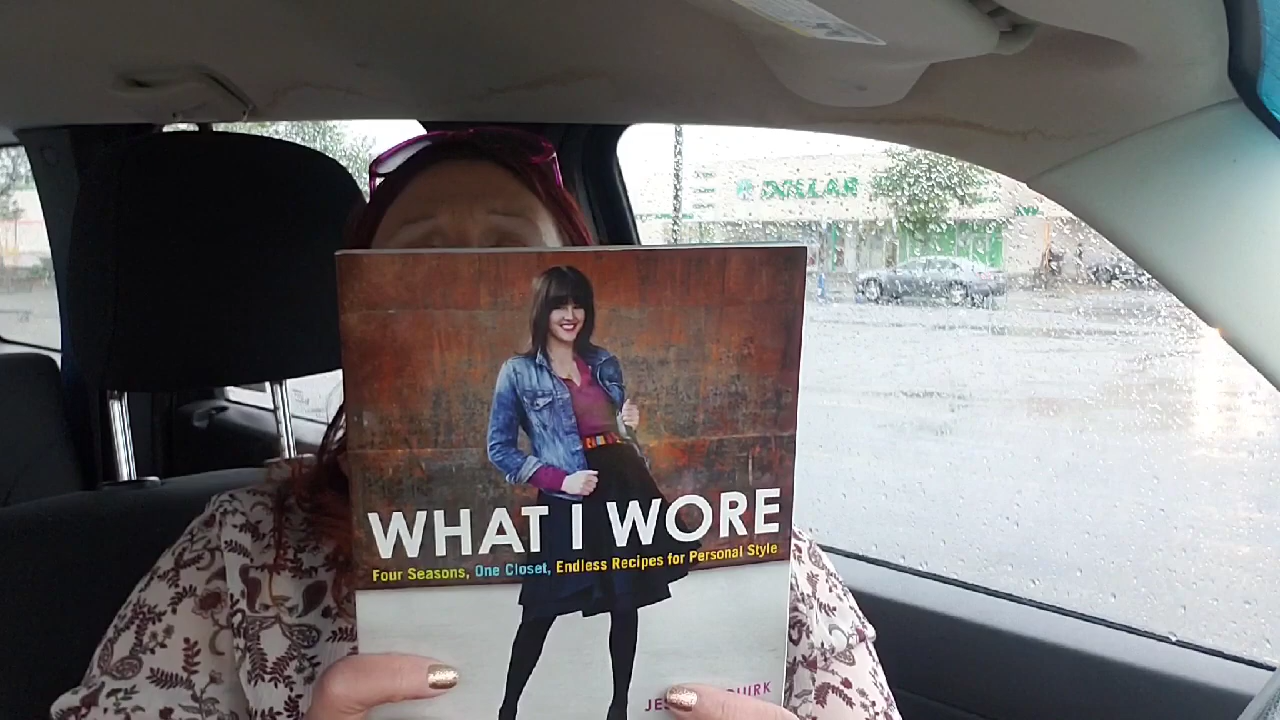 DOLLAR
WHAT I WORE
Four Seasons, One Closet, Endless Recipes for Personal Style